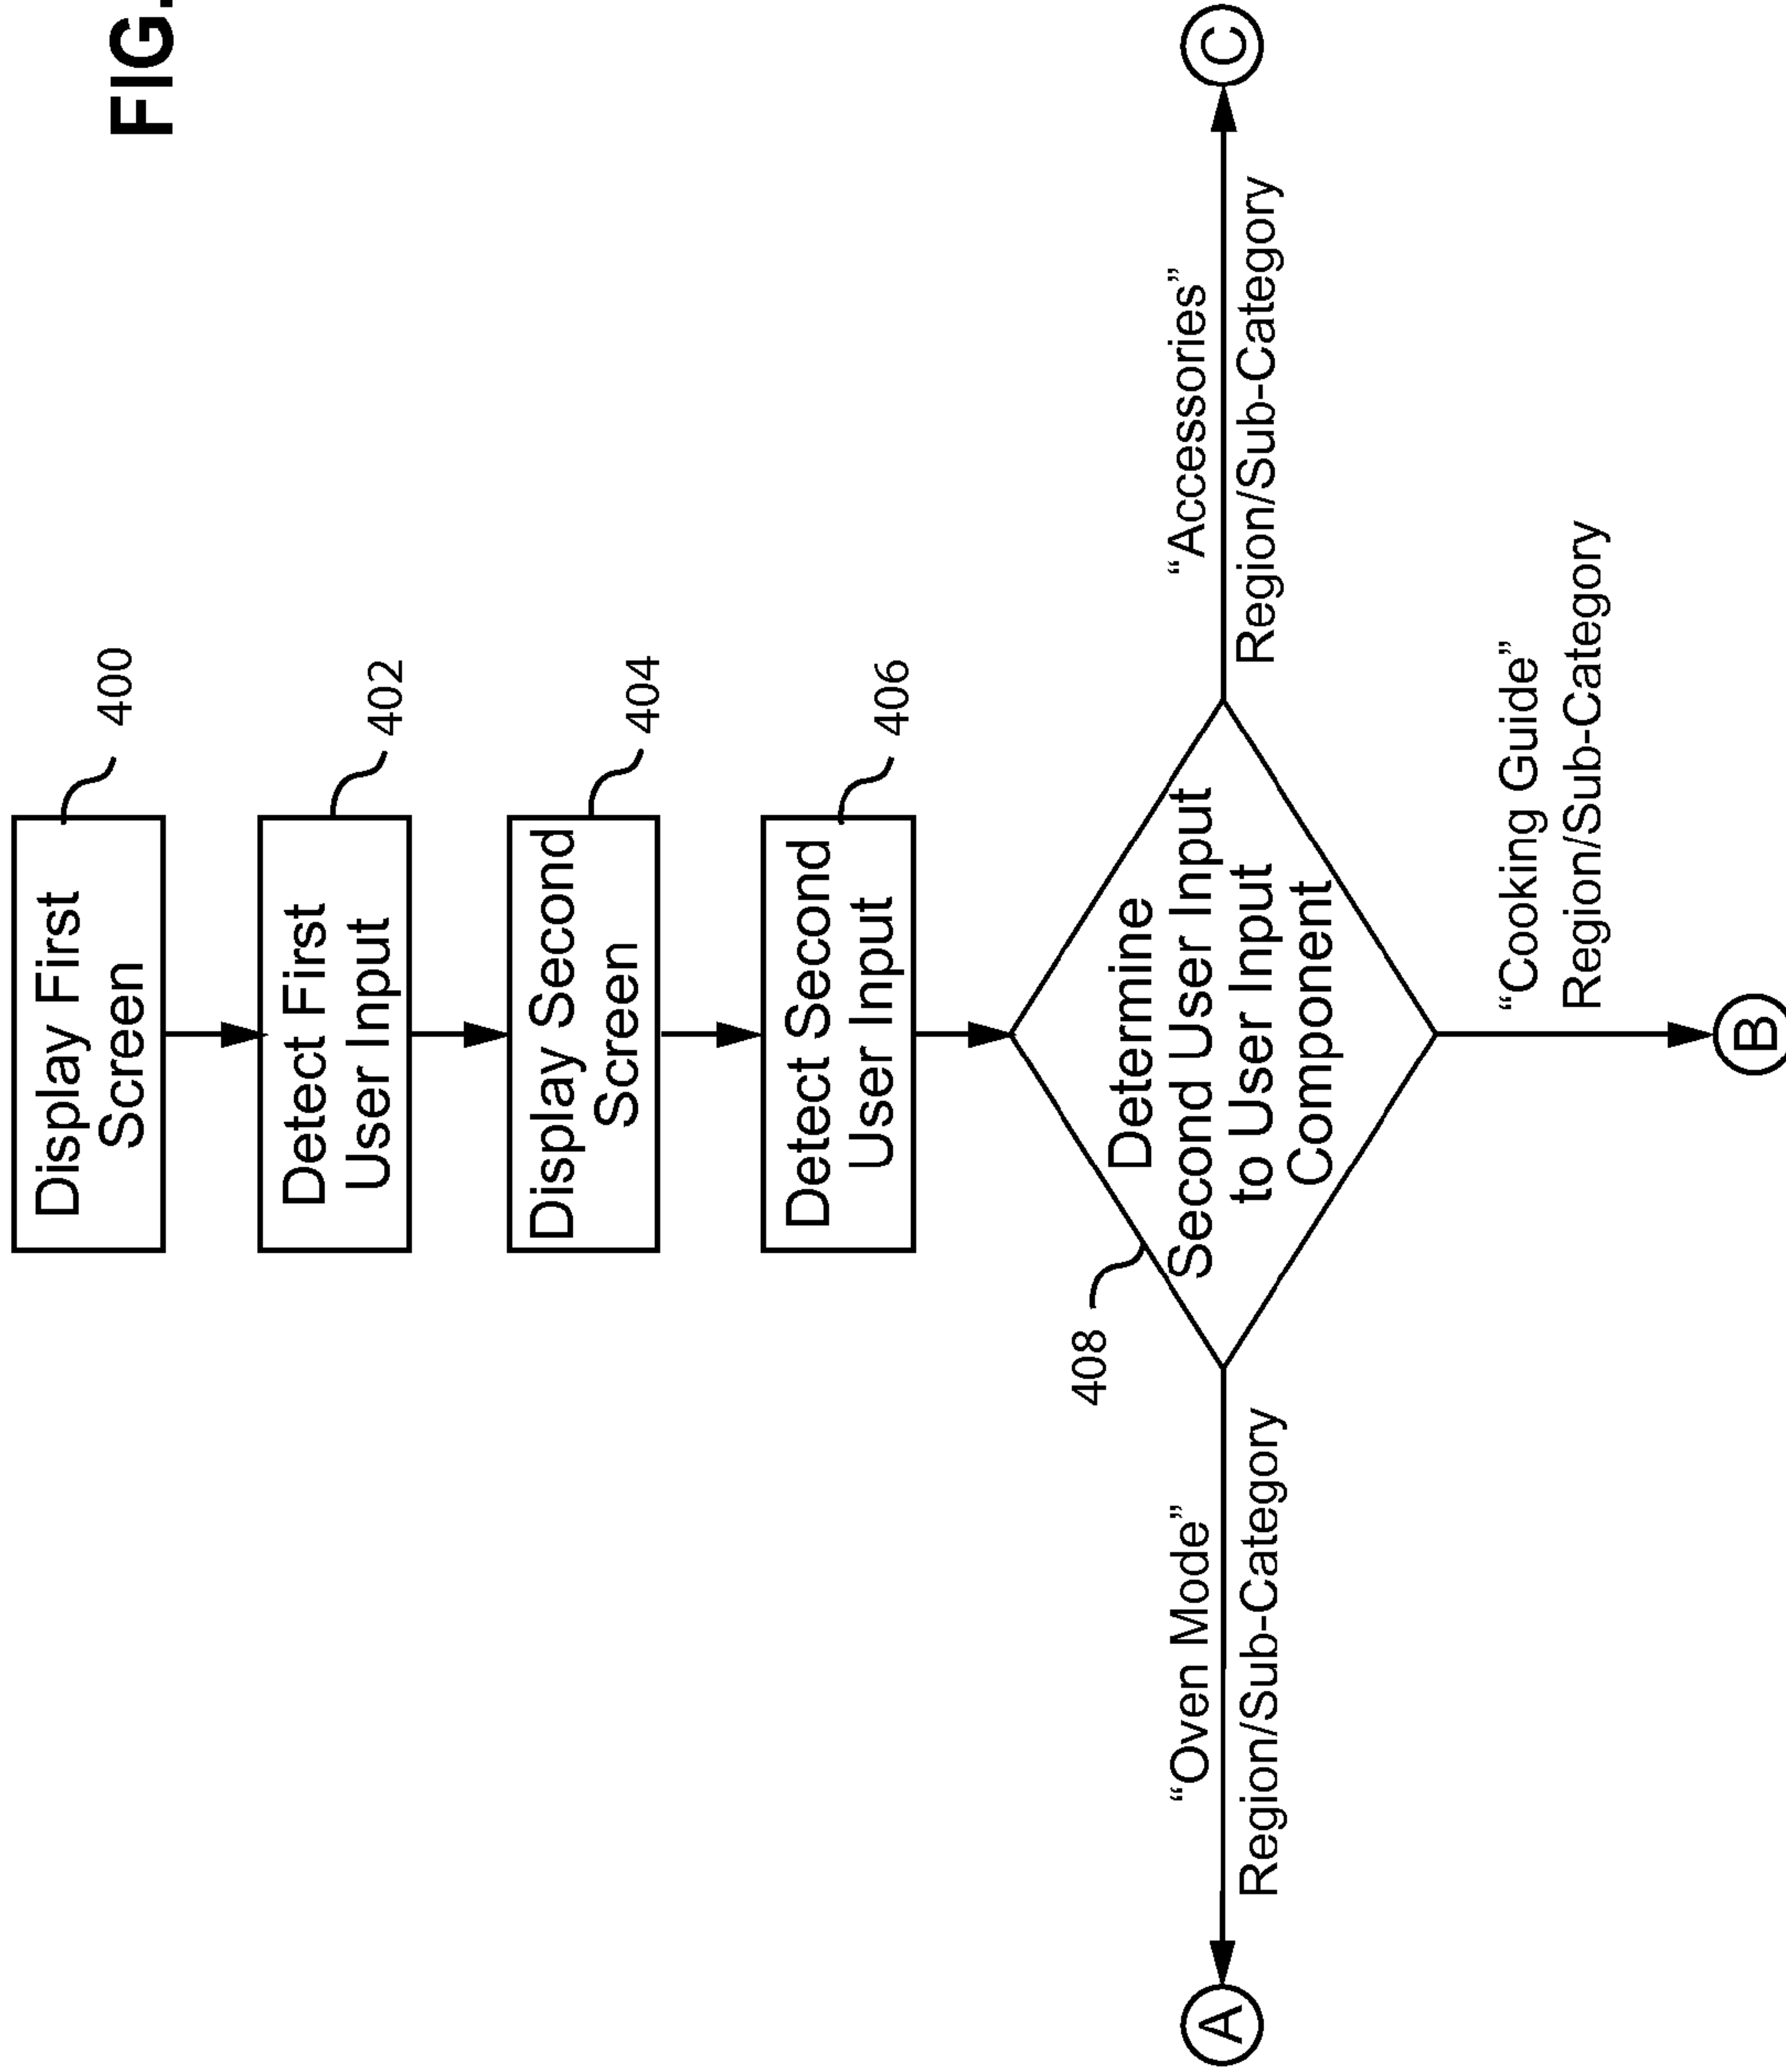 FIG.
Display First
Screen
400
Detect First
User Input
402
Display Second
Screen
404
Detect Second
User Input
406
408
Determine
Second User Input
to User Input
Component
“Oven Mode”
Region/Sub-Category
“Accessories”
Region/Sub-Category
A
C
“Cooking Guide”
Region/Sub-Category
B